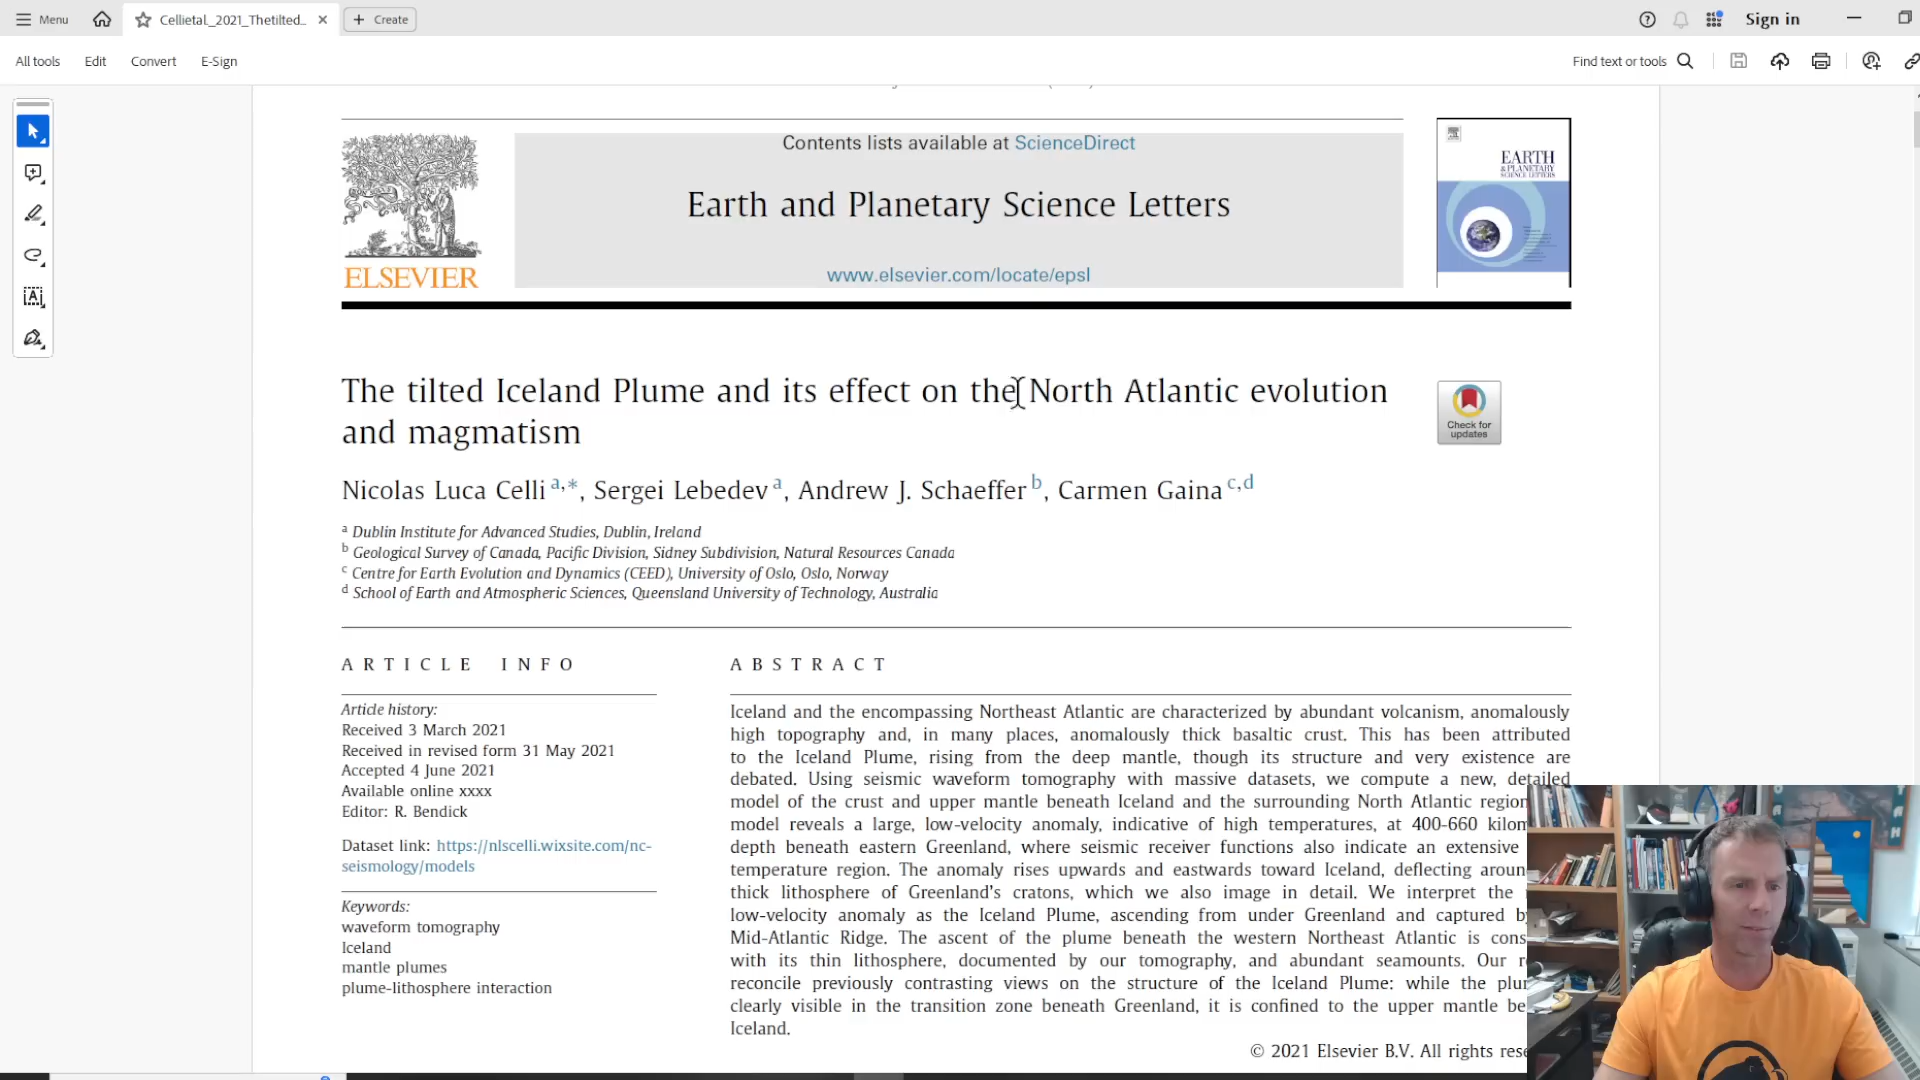 Menu
Cellietal_2021_Thetilted...
Create
Sign in
All tools
Edit
Convert
E-Sign
Find text or tools
Contents lists available at ScienceDirect
Earth and Planetary Science Letters
www.elsevier.com/locate/epsl
ELSEVIER
EARTH
& PLANETARY
SCIENCE LETTERS
The tilted Iceland Plume and its effect on the North Atlantic evolution
and magmatism
Check for
updates
Nicolas Luca Celli a,*, Sergei Lebedev a, Andrew J. Schaeffer b, Carmen Gaina c,d
a Dublin Institute for Advanced Studies, Dublin, Ireland
b Geological Survey of Canada, Pacific Division, Sidney Subdivision, Natural Resources Canada
c Centre for Earth Evolution and Dynamics (CEED), University of Oslo, Oslo, Norway
d School of Earth and Atmospheric Sciences, Queensland University of Technology, Australia
ARTICLE INFO
Article history:
Received 3 March 2021
Received in revised form 31 May 2021
Accepted 4 June 2021
Available online xxxx
Editor: R. Bendick
Dataset link: https://nlscelli.wixsite.com/nc-
seismology/models
Keywords:
waveform tomography
Iceland
mantle plumes
plume-lithosphere interaction
ABSTRACT
Iceland and the encompassing Northeast Atlantic are characterized by abundant volcanism, anomalously
high topography and, in many places, anomalously thick basaltic crust. This has been attributed
to the Iceland Plume, rising from the deep mantle, though its structure and very existence are
debated. Using seismic waveform tomography with massive datasets, we compute a new, detailed
model of the crust and upper mantle beneath Iceland and the surrounding North Atlantic region
model reveals a large, low-velocity anomaly, indicative of high temperatures, at 400-660 kilom
depth beneath eastern Greenland, where seismic receiver functions also indicate an extensive
temperature region. The anomaly rises upwards and eastwards toward Iceland, deflecting aroun
thick lithosphere of Greenland's cratons, which we also image in detail. We interpret the
low-velocity anomaly as the Iceland Plume, ascending from under Greenland and captured b
Mid-Atlantic Ridge. The ascent of the plume beneath the western Northeast Atlantic is cons
with its thin lithosphere, documented by our tomography, and abundant seamounts. Our r
reconcile previously contrasting views on the structure of the Iceland Plume: while the plu
clearly visible in the transition zone beneath Greenland, it is confined to the upper mantle be
Iceland.
© 2021 Elsevier B.V. All rights rese